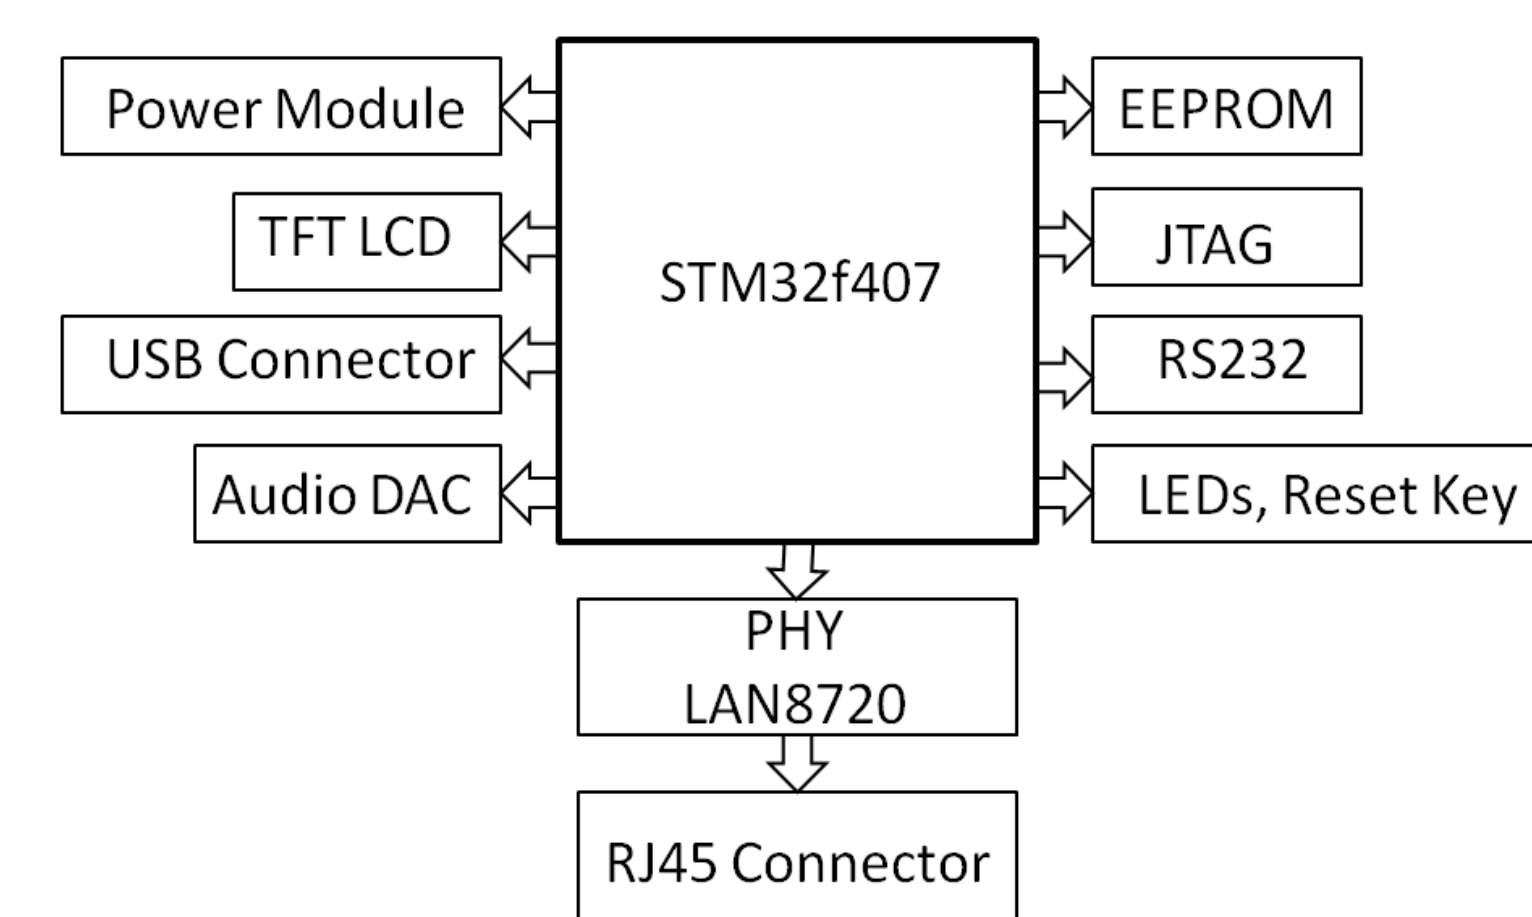 Power Module
EEPROM
TFT LCD
JTAG
STM32f407
USB Connector
RS232
Audio DAC
LEDs, Reset Key
PHY
LAN8720
RJ45 Connector